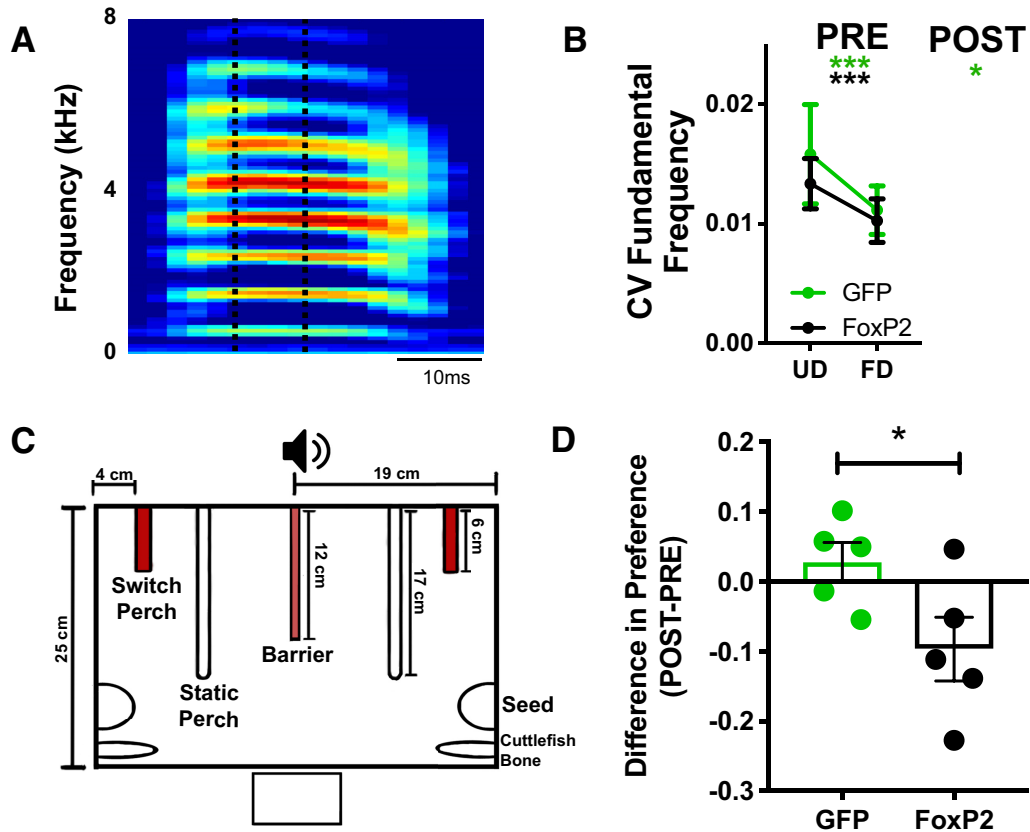 A
8
4
0
Frequency (kHz)
10ms
B
PRE
***
***
POST
*
CV Fundamental
Frequency
0.02
0.01
0.00
GFP
FoxP2
UD
FD
C
4 cm
19 cm
6 cm
12 cm
17 cm
25 cm
Switch
Perch
Barrier
Static
Perch
Seed
Cuttlefish
Bone
D
*
Difference in Preference
(POST-PRE)
0.2
0.1
0.0
-0.1
-0.2
-0.3
GFP
FoxP2